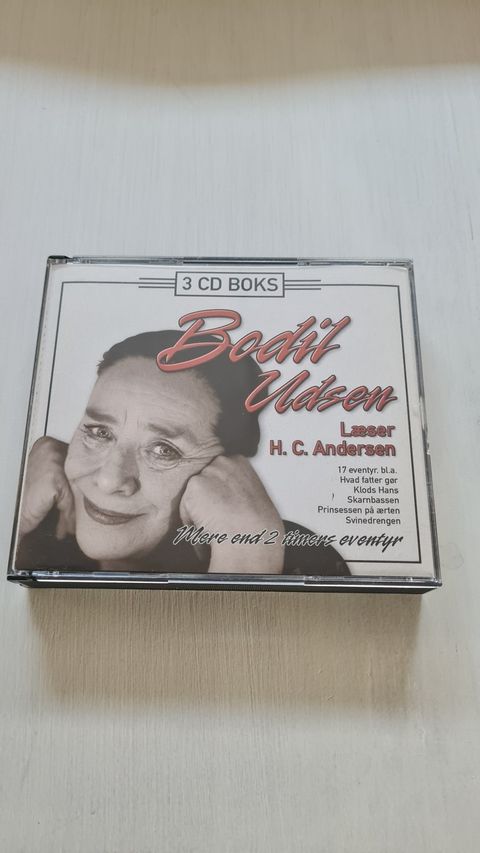 3 CD BOKS
Bodil
Udsen
Læser
H. C. Andersen
17 eventyr. bl.a.
Hvad fatter gør
Klods Hans
Skarnbassen
Prinsessen på ærten
Svinedrengen
Mere end 2 timers eventyr